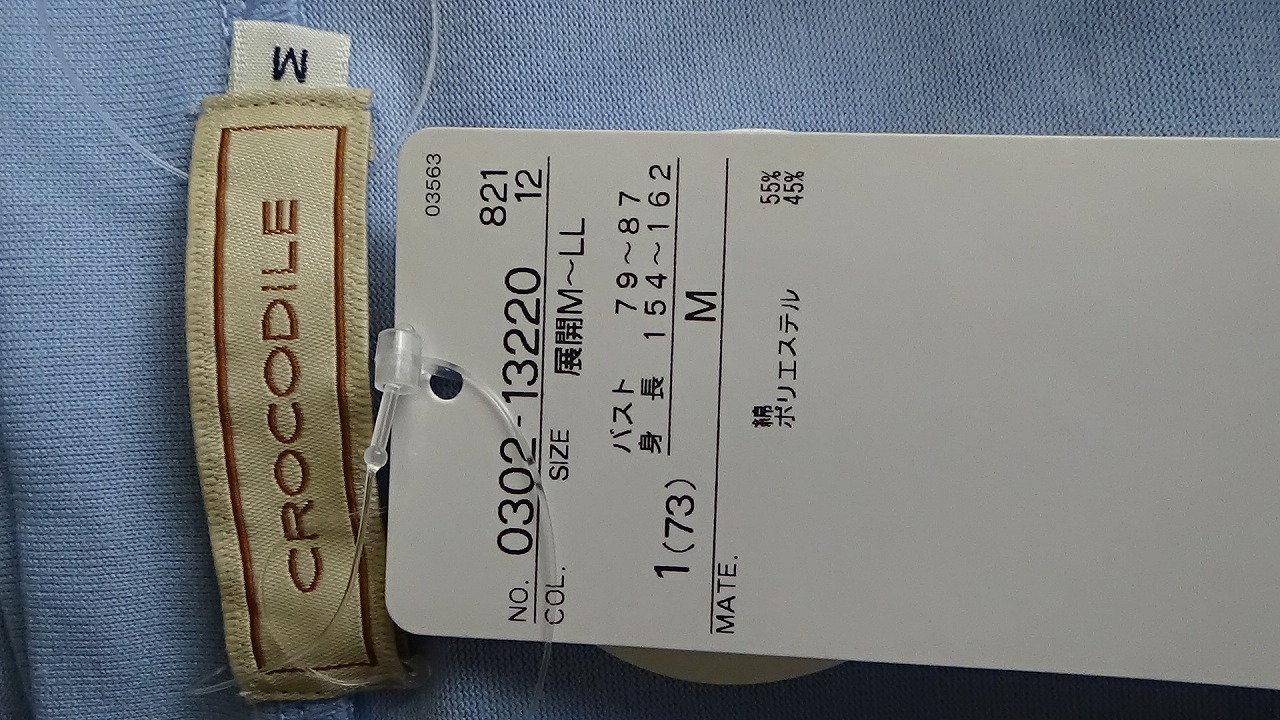 M
CROCODILE
03563
821
NO. 0302-13220 12
COL. SIZE 展開M～LL
バスト 79～87
身長 154～162
1(73) M
MATE.
綿 55%
ポリエステル 45%